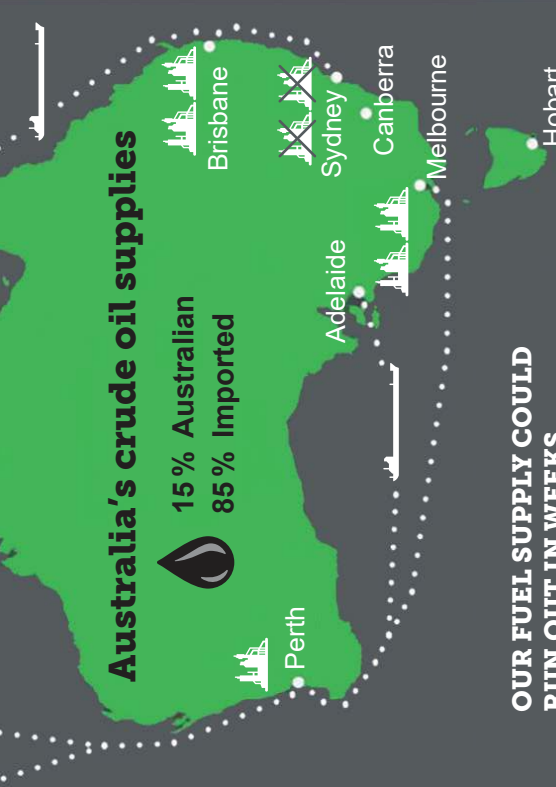 Australia's crude oil supplies
15% Australian
85% Imported
Brisbane
Sydney
Canberra
Adelaide
Melbourne
Perth
Hobart
OUR FUEL SUPPLY COULD
RUN OUT IN WEEKS